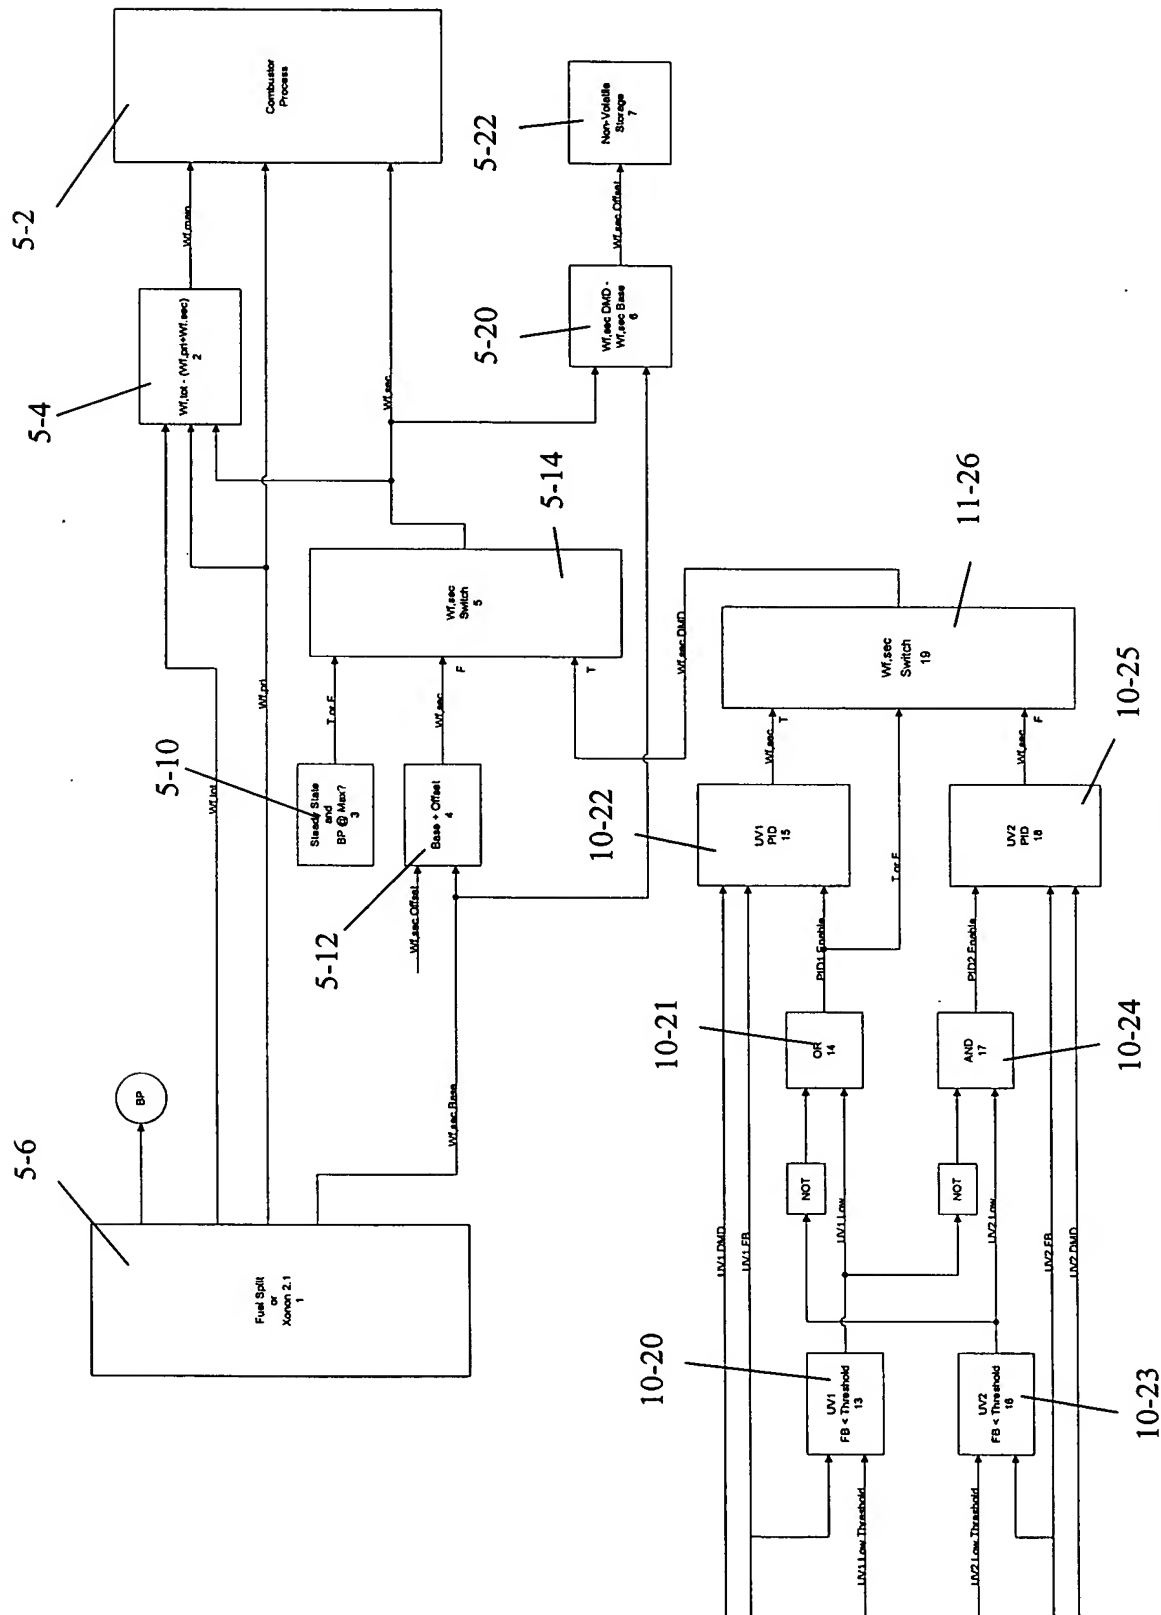 5-2
Combustor
Process
5-22
Non-Volatile
Storage
7
Wf,main
Wf,sec Offset
5-4
Wf,tot - (Wf,pri+Wf,sec)
2
5-20
Wf,sec DMD -
Wf,sec Base
6
Wf,sec
5-14
Wf,sec
Switch
5
11-26
Wf,sec DMD
Wf,sec
Switch
19
Wf,pri
T or F
Wf,sec
F
T
5-10
Steady State
and
BP @ Max?
3
Wf,tot
5-12
Base + Offset
4
Wf,sec Offset
10-22
UV1
PID
15
Wf,sec
T
T or F
Wf,sec
F
10-25
UV2
PID
18
PID1 Enable
PID2 Enable
10-21
OR
14
10-24
AND
17
5-6
BP
Wf,sec Base
NOT
NOT
UV1 DMD
UV1 FB
UV1 Low
UV2 Low
UV2 FB
UV2 DMD
Fuel Split
or
Xonon 2.1
1
10-20
UV1
FB < Threshold
13
10-23
UV2
FB < Threshold
16
UV1 Low Threshold
UV2 Low Threshold